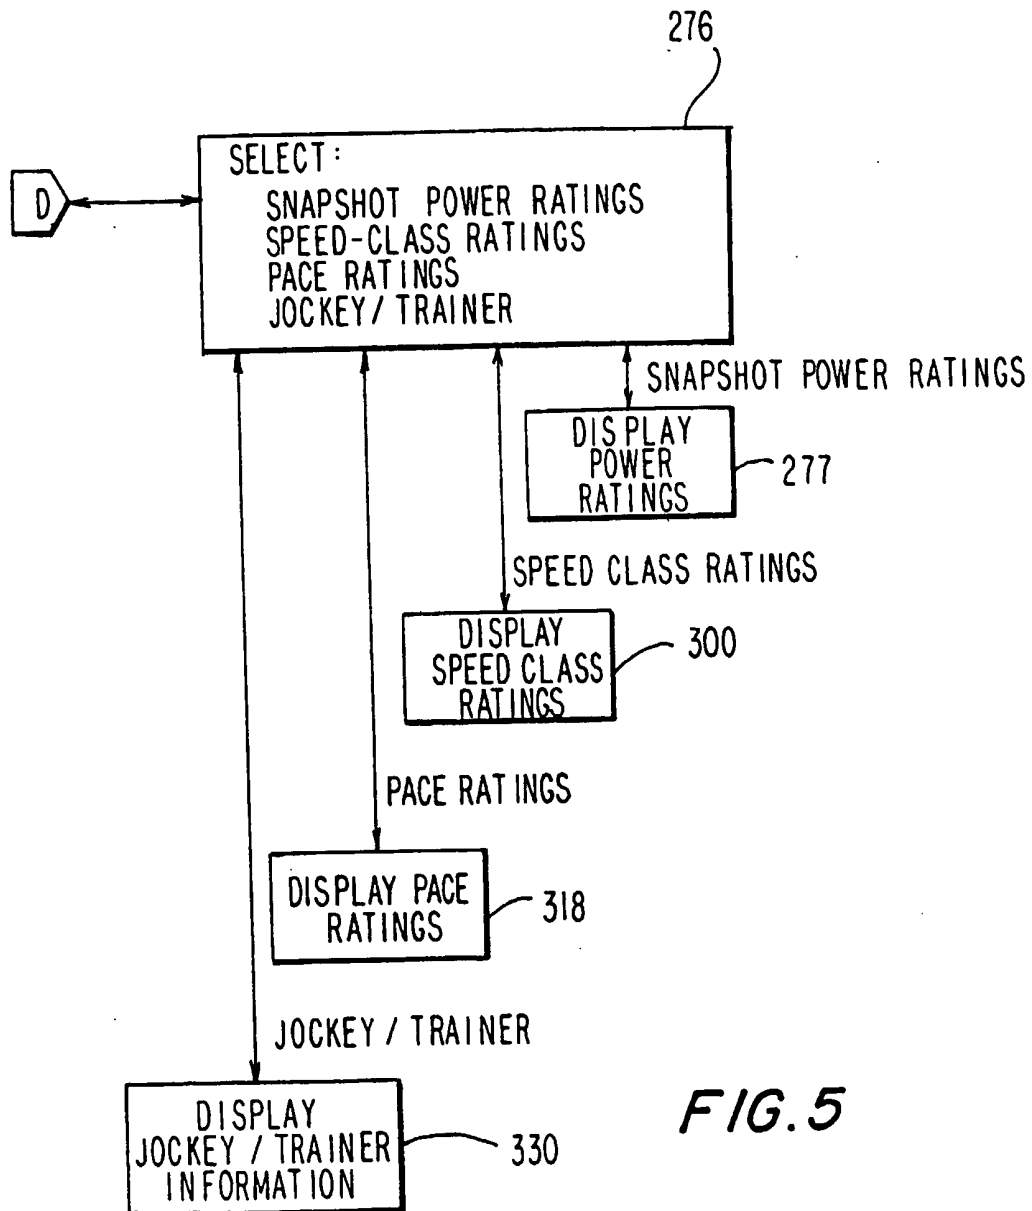 276
D
SELECT:
SNAPSHOT POWER RATINGS
SPEED-CLASS RATINGS
PACE RATINGS
JOCKEY/TRAINER
SNAPSHOT POWER RATINGS
DISPLAY
POWER
RATINGS
277
SPEED CLASS RATINGS
DISPLAY
SPEED CLASS
RATINGS
300
PACE RATINGS
DISPLAY PACE
RATINGS
318
JOCKEY / TRAINER
DISPLAY
JOCKEY / TRAINER
INFORMATION
330
FIG.5